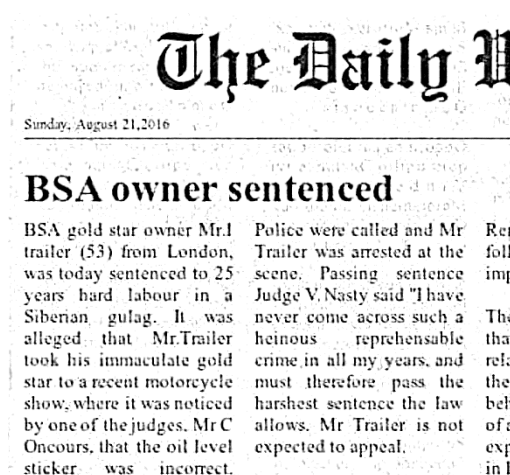 The Daily
Sunday, August 21,2016
BSA owner sentenced
BSA gold star owner Mr.I
trailer (53) from London,
was today sentenced to 25
years hard labour in a
Siberian gulag. It was
alleged that Mr.Trailer
took his immaculate gold
star to a recent motorcycle
show, where it was noticed
by one of the judges, Mr C
Oncours, that the oil level
sticker was incorrect.
Police were called and Mr
Trailer was arrested at the
scene. Passing sentence
Judge V. Nasty said "I have
never come across such a
heinous reprehensable
crime in all my years, and
must therefore pass the
harshest sentence the law
allows. Mr Trailer is not
expected to appeal.